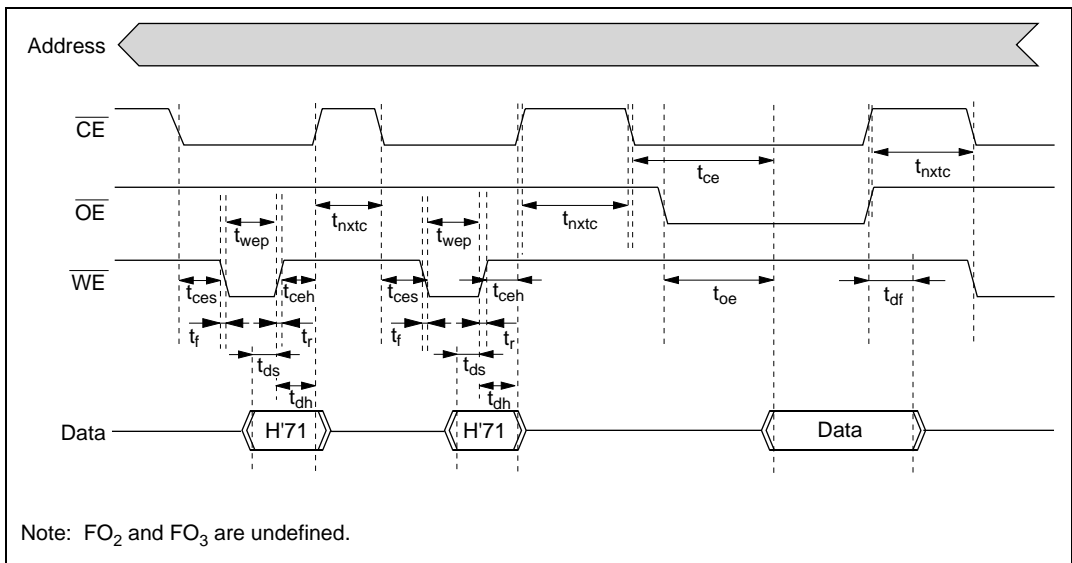 Address
CE
t_ce
t_nxtc
OE
t_wep
t_nxtc
t_wep
t_nxtc
WE
t_ces
t_ceh
t_ces
t_ceh
t_oe
t_df
t_f
t_r
t_f
t_r
t_ds
t_ds
t_dh
t_dh
Data
H'71
H'71
Data
Note: FO2 and FO3 are undefined.